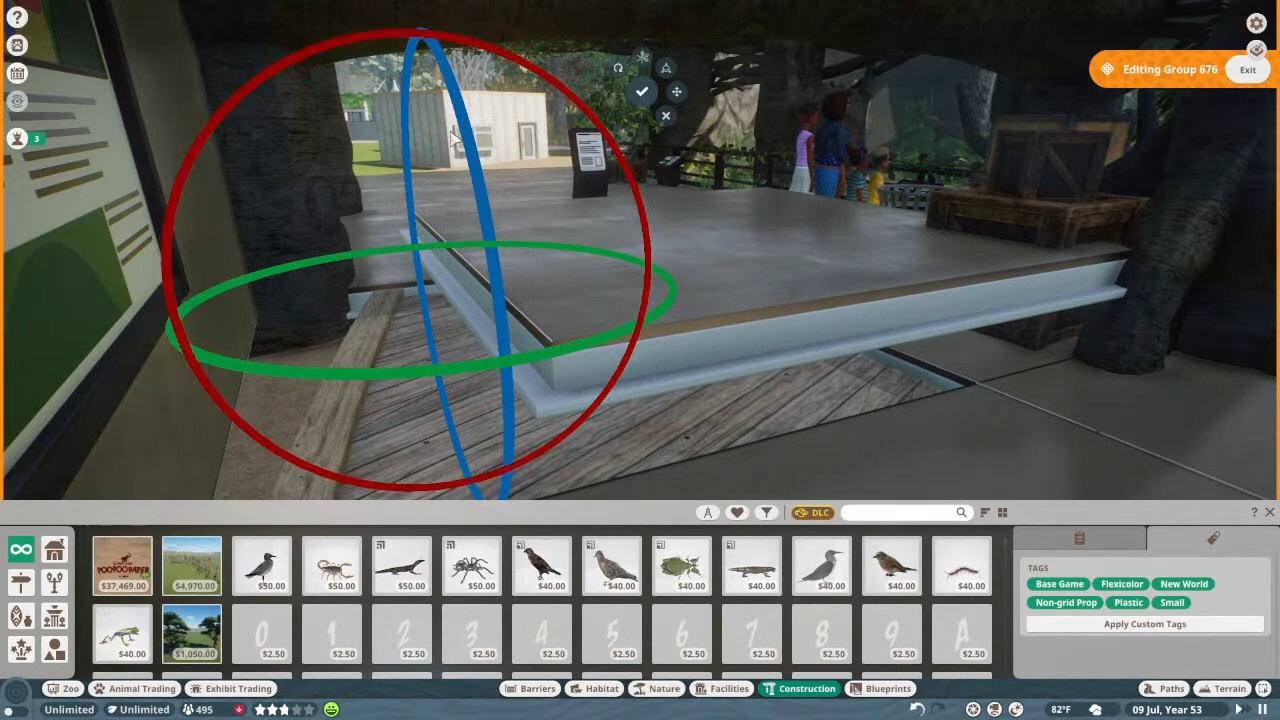 ?
3
Editing Group 676
Exit
DLC
?
$37,469.00
$4,970.00
$50.00
$50.00
$50.00
$50.00
$40.00
$40.00
$40.00
$40.00
$40.00
$40.00
$40.00
$40.00
$1,050.00
0
$2.50
1
$2.50
2
$2.50
3
$2.50
4
$2.50
5
$2.50
6
$2.50
7
$2.50
8
$2.50
9
$2.50
A
$2.50
TAGS
Base Game
Flexicolor
New World
Non-grid Prop
Plastic
Small
Apply Custom Tags
Zoo
Animal Trading
Exhibit Trading
Barriers
Habitat
Nature
Facilities
Construction
Blueprints
Paths
Terrain
Unlimited
Unlimited
495
82°F
09 Jul, Year 53